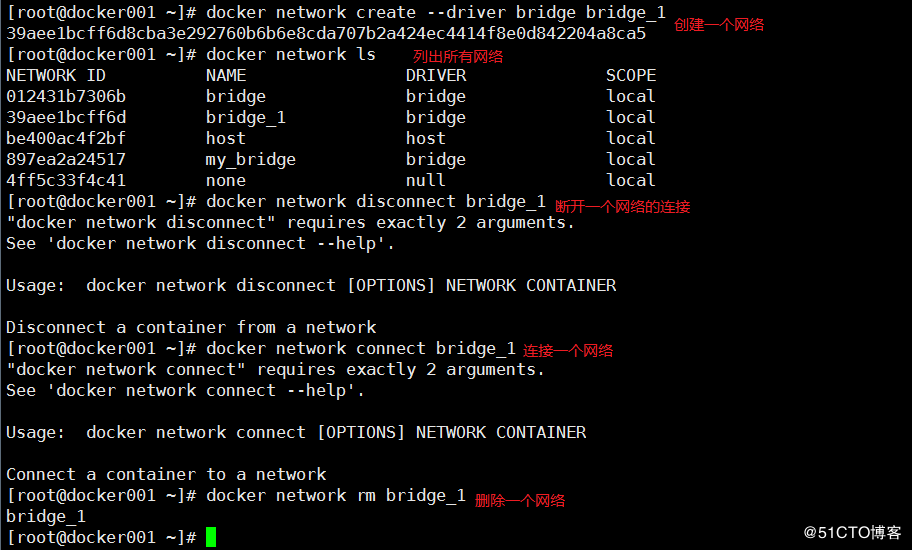 [root@docker001 ~]# docker network create --driver bridge bridge_1 创建一个网络
39aee1bcff6d8cba3e292760b6b6e8cda707b2a424ec4414f8e0d842204a8ca5
[root@docker001 ~]# docker network ls 列出所有网络
NETWORK ID NAME DRIVER SCOPE
012431b7306b bridge bridge local
39aee1bcff6d bridge_1 bridge local
be400ac4f2bf host host local
897ea2a24517 my_bridge bridge local
4ff5c33f4c41 none null local
[root@docker001 ~]# docker network disconnect bridge_1 断开一个网络的连接
"docker network disconnect" requires exactly 2 arguments.
See 'docker network disconnect --help'.
Usage: docker network disconnect [OPTIONS] NETWORK CONTAINER
Disconnect a container from a network
[root@docker001 ~]# docker network connect bridge_1 连接一个网络
"docker network connect" requires exactly 2 arguments.
See 'docker network connect --help'.
Usage: docker network connect [OPTIONS] NETWORK CONTAINER
Connect a container to a network
[root@docker001 ~]# docker network rm bridge_1 删除一个网络
bridge_1
[root@docker001 ~]#
@51CTO博客